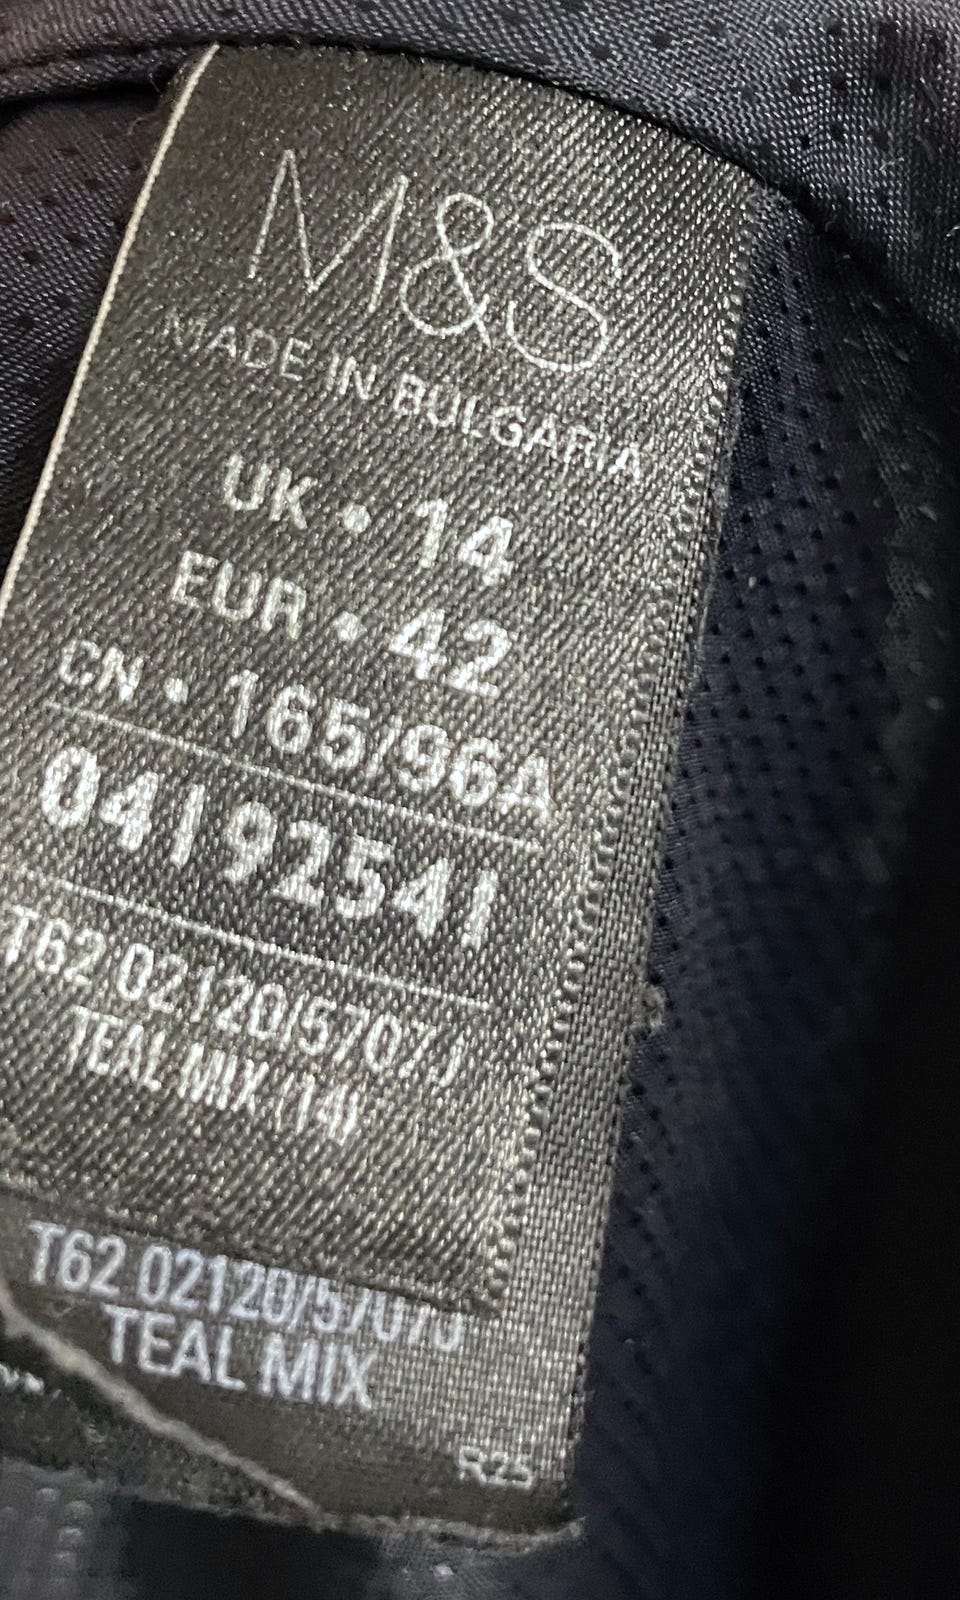 M&S
MADE IN BULGARIA
UK • 14
EUR • 42
CN • 165/96A
04192541
T62 02120/5707J
TEAL MIX (14)
T62 02120/5707J
TEAL MIX
R25